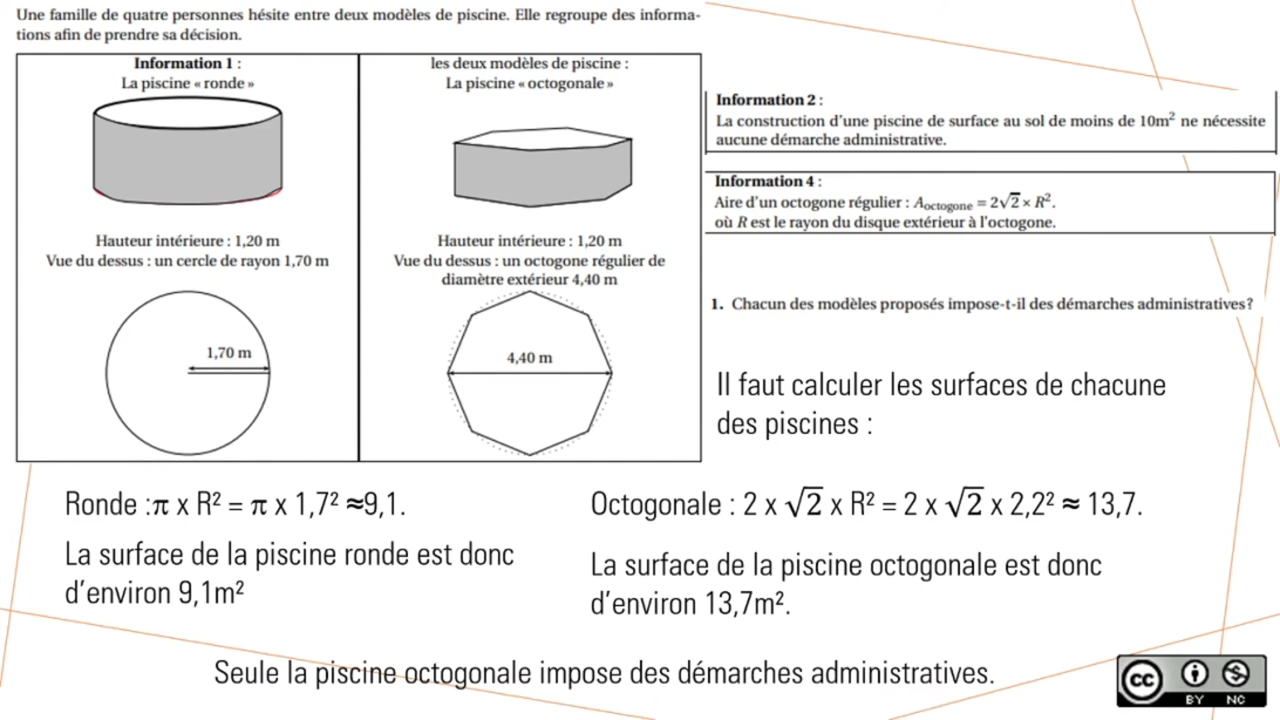 Une famille de quatre personnes hésite entre deux modèles de piscine. Elle regroupe des informa-
tions afin de prendre sa décision.
Information 1 :
La piscine « ronde »
Hauteur intérieure : 1,20 m
Vue du dessus : un cercle de rayon 1,70 m
1,70 m
les deux modèles de piscine :
La piscine « octogonale »
Hauteur intérieure : 1,20 m
Vue du dessus : un octogone régulier de
diamètre extérieur 4,40 m
4,40 m
Information 2 :
La construction d'une piscine de surface au sol de moins de 10m² ne nécessite
aucune démarche administrative.
Information 4 :
Aire d'un octogone régulier : Aoctogone = 2√2 × R².
où R est le rayon du disque extérieur à l'octogone.
1. Chacun des modèles proposés impose-t-il des démarches administratives?
Il faut calculer les surfaces de chacune
des piscines :
Ronde :π x R² = π x 1,7² ≈9,1.
La surface de la piscine ronde est donc
d’environ 9,1m²
Octogonale : 2 x √2 x R² = 2 x √2 x 2,2² ≈ 13,7.
La surface de la piscine octogonale est donc
d’environ 13,7m².
Seule la piscine octogonale impose des démarches administratives.
cc
BY NC